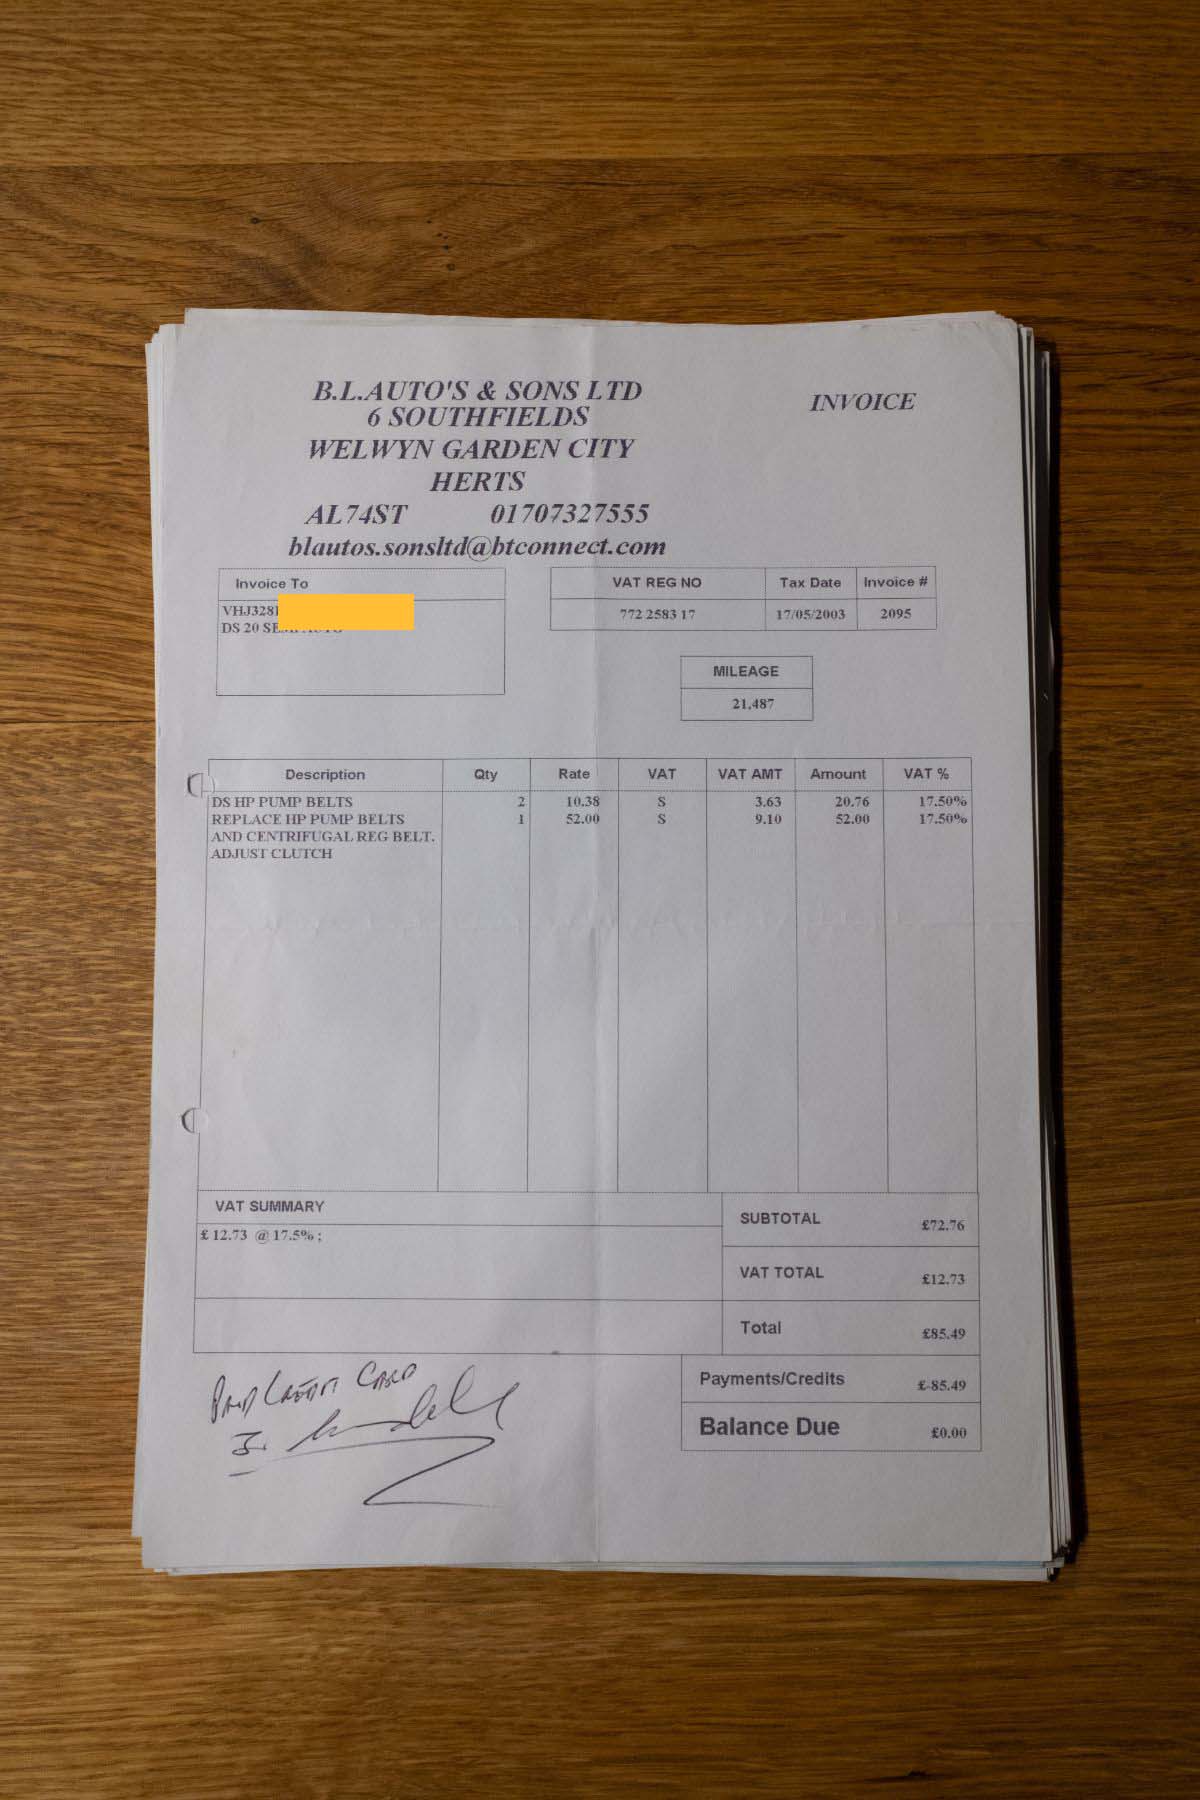 B.L.AUTO'S & SONS LTD
INVOICE
6 SOUTHFIELDS
WELWYN GARDEN CITY
HERTS
AL74ST 01707327555
blautos.sonsltd@btconnect.com
Invoice To
VHJ328
DS 20
VAT REG NO Tax Date Invoice #
772 2583 17 17/05/2003 2095
MILEAGE
21,487
Description Qty Rate VAT VAT AMT Amount VAT %
DS HP PUMP BELTS 2 10.38 S 3.63 20.76 17.50%
REPLACE HP PUMP BELTS 1 52.00 S 9.10 52.00 17.50%
AND CENTRIFUGAL REG BELT.
ADJUST CLUTCH
VAT SUMMARY
£ 12.73 @ 17.5% ;
SUBTOTAL £72.76
VAT TOTAL £12.73
Total £85.49
Payments/Credits £-85.49
Balance Due £0.00
PAID CREDIT CARD